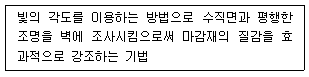 빛의 각도를 이용하는 방법으로 수직면과 평행한
조명을 벽에 조사시킴으로써 마감재의 질감을 효
과적으로 강조하는 기법